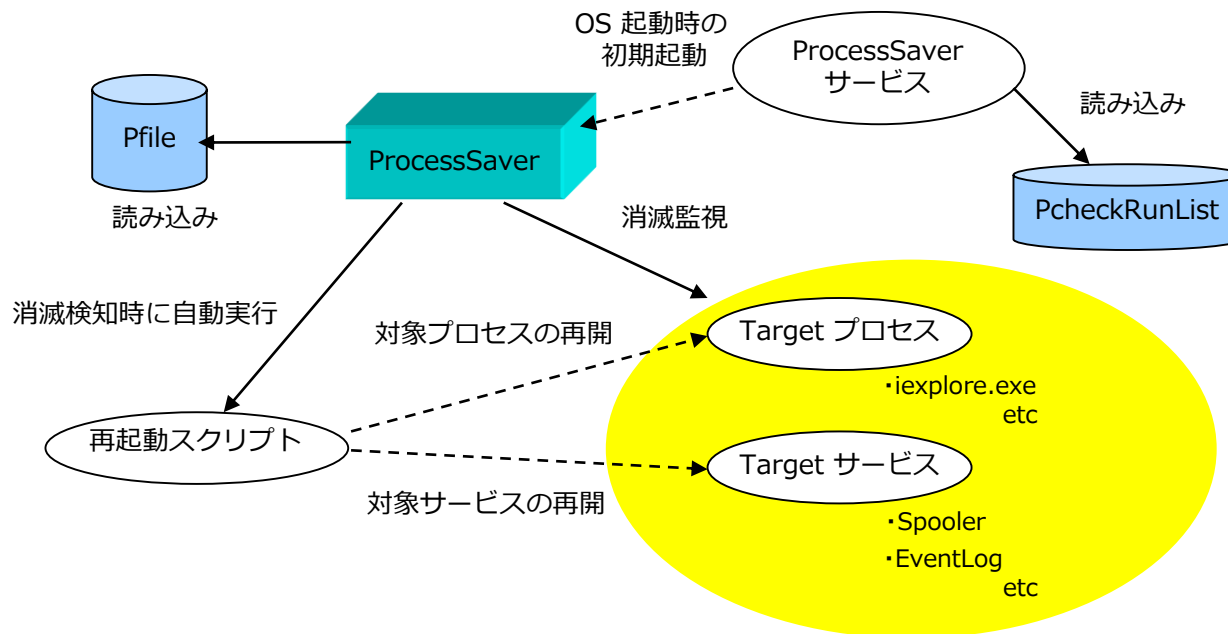 OS 起動時の
初期起動
ProcessSaver
サービス
読み込み
Pfile
ProcessSaver
PcheckRunList
読み込み
消滅監視
消滅検知時に自動実行
対象プロセスの再開
Target プロセス
・iexplore.exe
etc
再起動スクリプト
Target サービス
対象サービスの再開
・Spooler
・EventLog
etc